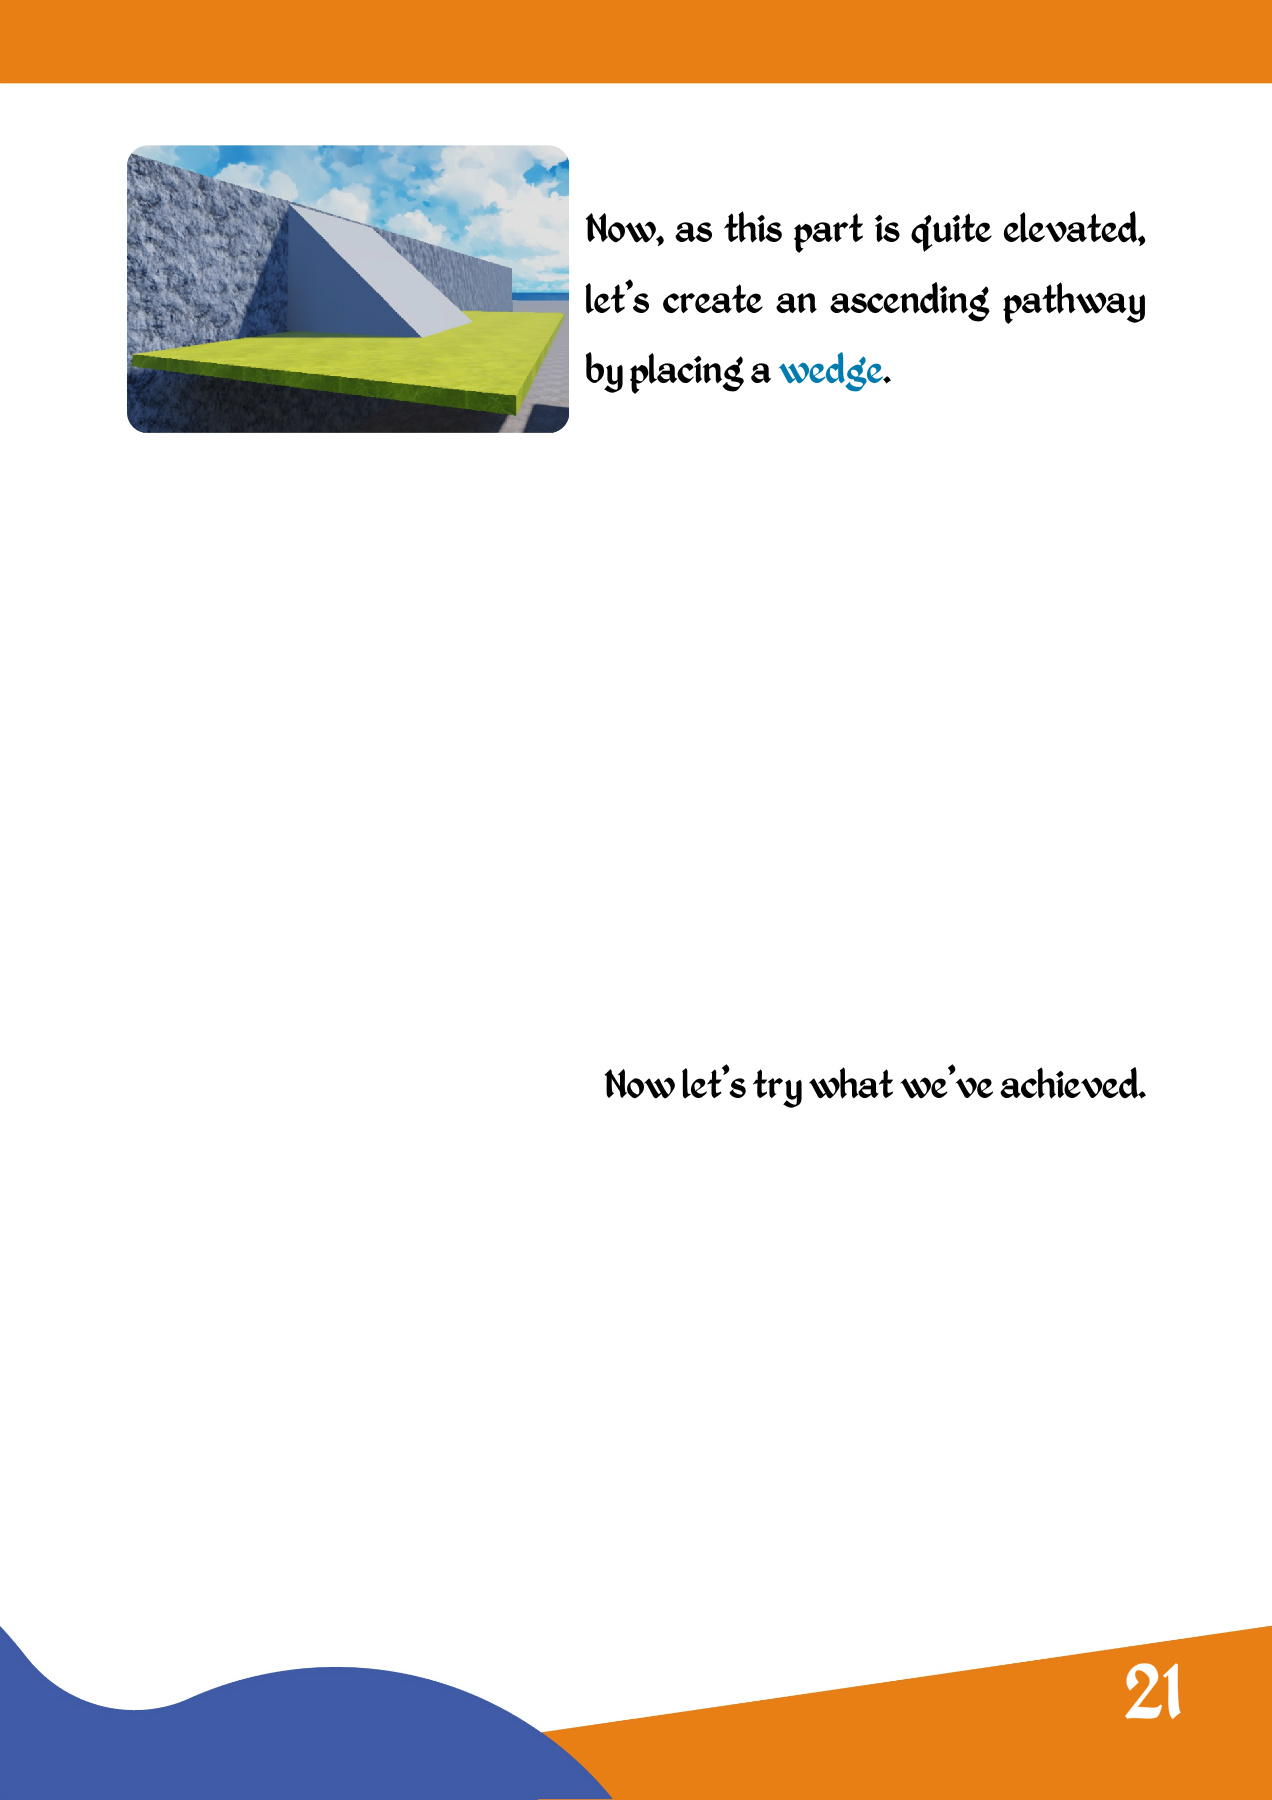 Now, as this part is quite elevated,
let's create an ascending pathway
by placing a wedge.
Now let's try what we've achieved.
21